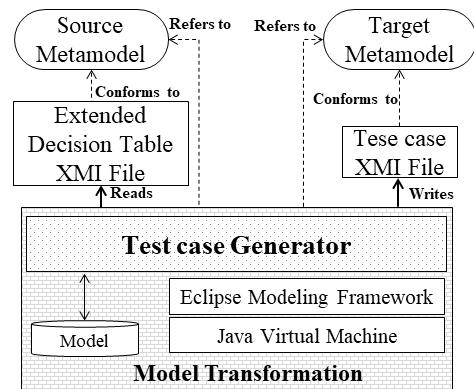 Source
Metamodel
Refers to
Refers to
Target
Metamodel
Conforms to
Conforms to
Extended
Decision Table
XMI File
Tese case
XMI File
Reads
Writes
Test case Generator
Eclipse Modeling Framework
Model
Java Virtual Machine
Model Transformation